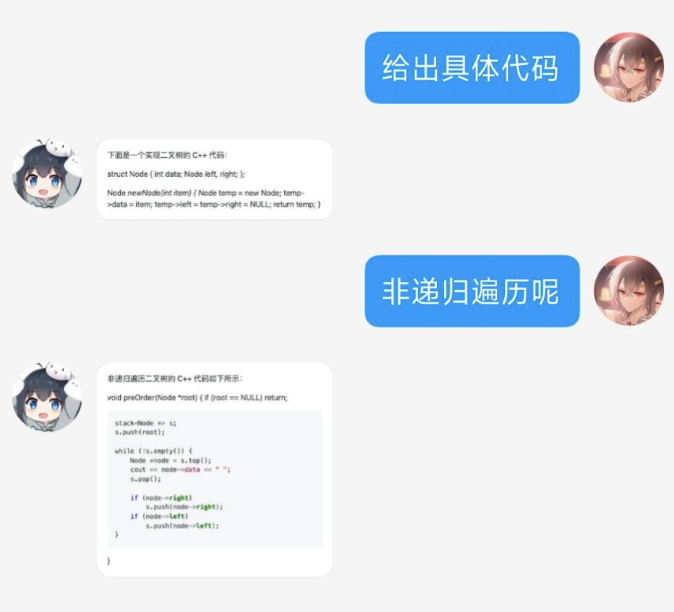 给出具体代码
下面是一个实现二叉树的 C++ 代码：
struct Node { int data; Node left, right; };
Node newNode(int item) { Node temp = new Node; temp-
>data = item; temp->left = temp->right = NULL; return temp; }
非递归遍历呢
非递归遍历二叉树的 C++ 代码如下所示：
void preOrder(Node *root) { if (root == NULL) return;
stack<Node *> s;
s.push(root);
while (!s.empty()) {
Node *node = s.top();
cout << node->data << " ";
s.pop();
if (node->right)
s.push(node->right);
if (node->left)
s.push(node->left);
}
}